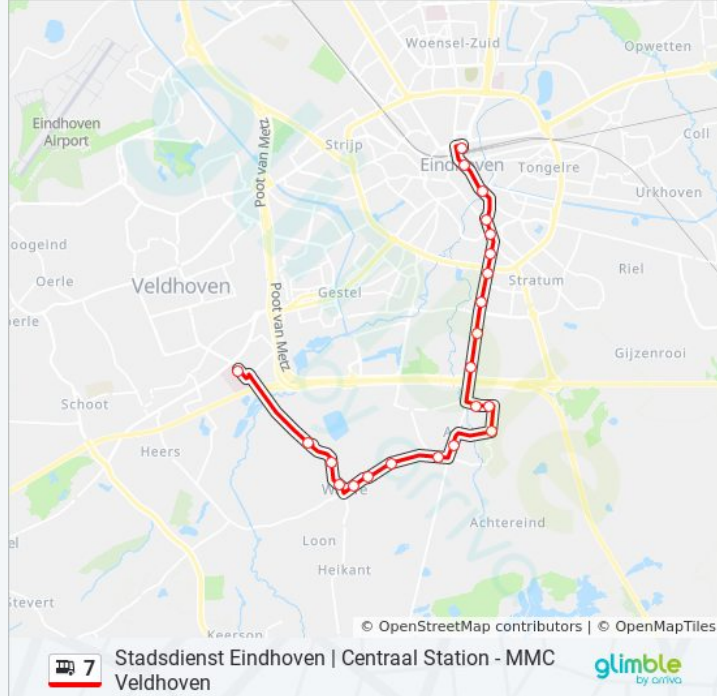 Woensel-Zuid
Opwetten
Eindhoven
Airport
Poot van Metz
Strijp
Coll
Eindhoven
Tongelre
Urkhoven
oogeind
Oerle
Veldhoven
Gestel
Stratum
Riel
perle
Poot van Metz
Gijzenrooi
Schoot
Heers
Achtereind
Loon
el
Heikant
Stevert
Keerson
© OpenStreetMap contributors | © OpenMapTiles
7
Stadsdienst Eindhoven | Centraal Station - MMC
Veldhoven
glimble
by arriva